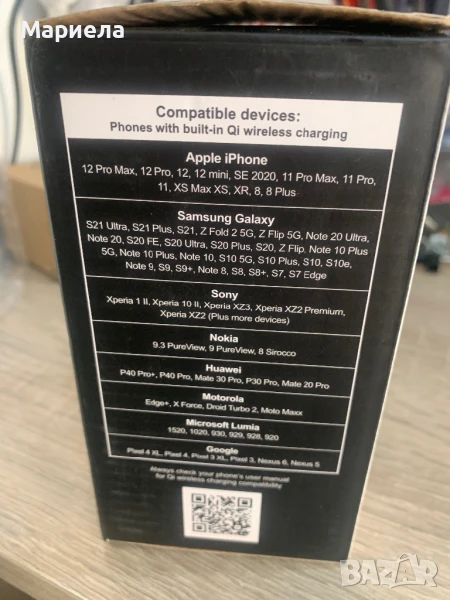 Мариела
Compatible devices:
Phones with built-in Qi wireless charging
Apple iPhone
12 Pro Max, 12 Pro, 12, 12 mini, SE 2020, 11 Pro Max, 11 Pro,
11, XS Max XS, XR, 8, 8 Plus
Samsung Galaxy
S21 Ultra, S21 Plus, S21, Z Fold 2 5G, Z Flip 5G, Note 20 Ultra,
Note 20, S20 FE, S20 Ultra, S20 Plus, S20, Z Flip, Note 10 Plus
5G, Note 10 Plus, Note 10, S10 5G, S10 Plus, S10, S10e,
Note 9, S9, S9+, Note 8, S8, S8+, S7, S7 Edge
Sony
Xperia 1 II, Xperia 10 II, Xperia XZ3, Xperia XZ2 Premium,
Xperia XZ2 (Plus more devices)
Nokia
9.3 PureView, 9 PureView, 8 Sirocco
Huawei
P40 Pro+, P40 Pro, Mate 30 Pro, P30 Pro, Mate 20 Pro
Motorola
Edge+, X Force, Droid Turbo 2, Moto Maxx
Microsoft Lumia
1520, 1020, 930, 929, 928, 920
Google
Pixel 4 XL, Pixel 4, Pixel 3 XL, Pixel 3, Nexus 6, Nexus 5
Always check your phone's user manual
for Qi wireless charging compatibility.
BAZAR.bg